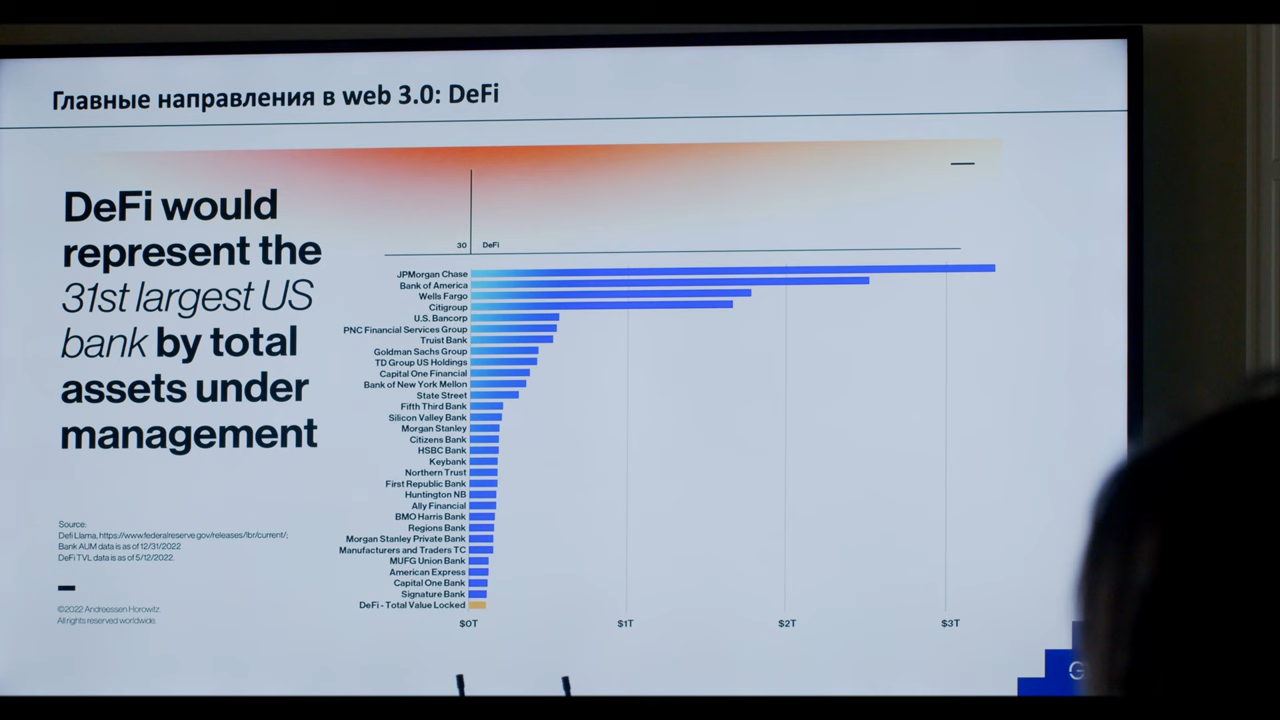 Главные направления в web 3.0: DeFi
DeFi would
represent the
31st largest US
bank by total
assets under
management
Source:
Defi Llama, https://www.federalreserve.gov/releases/lbr/current/;
Bank AUM data is as of 12/31/2022
DeFi TVL data is as of 5/12/2022.
©2022 Andreessen Horowitz.
All rights reserved worldwide.
30 DeFi
JPMorgan Chase
Bank of America
Wells Fargo
Citigroup
U.S. Bancorp
PNC Financial Services Group
Truist Bank
Goldman Sachs Group
TD Group US Holdings
Capital One Financial
Bank of New York Mellon
State Street
Fifth Third Bank
Silicon Valley Bank
Morgan Stanley
Citizens Bank
HSBC Bank
Keybank
Northern Trust
First Republic Bank
Huntington NB
Ally Financial
BMO Harris Bank
Regions Bank
Morgan Stanley Private Bank
Manufacturers and Traders TC
MUFG Union Bank
American Express
Capital One Bank
Signature Bank
DeFi - Total Value Locked
$0T $1T $2T $3T